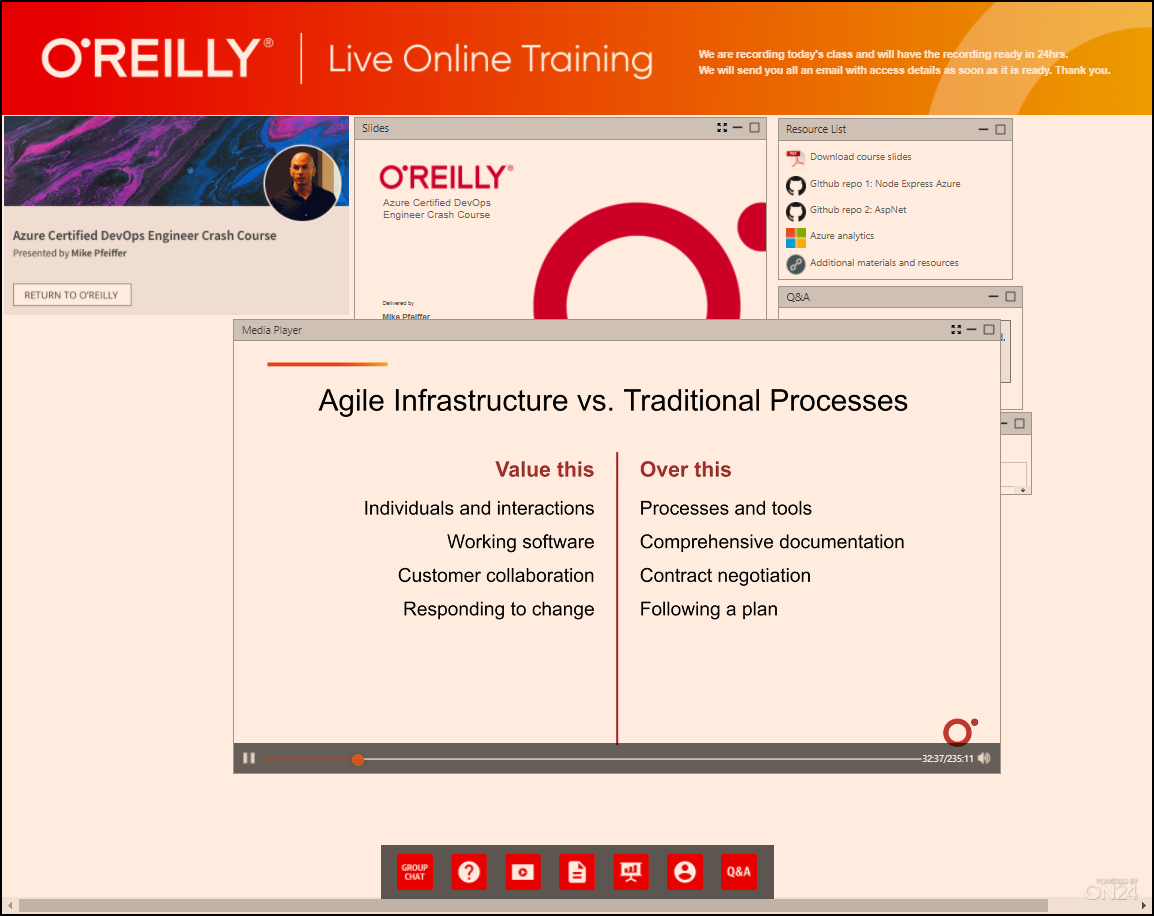 O'REILLY® Live Online Training
We are recording today's class and will have the recording ready in 24hrs.
We will send you all an email with access details as soon as it is ready. Thank you.
Azure Certified DevOps Engineer Crash Course
Presented by Mike Pfeiffer
RETURN TO O'REILLY
Slides
O'REILLY®
Azure Certified DevOps
Engineer Crash Course
Delivered by
Mike Pfeiffer
Resource List
Download course slides
Github repo 1: Node Express Azure
Github repo 2: AspNet
Azure analytics
Additional materials and resources
Q&A
Media Player
Agile Infrastructure vs. Traditional Processes
Value this Over this
Individuals and interactions Processes and tools
Working software Comprehensive documentation
Customer collaboration Contract negotiation
Responding to change Following a plan
32:37/235:11
GROUP
CHAT
Q&A
POWERED BY
ON24